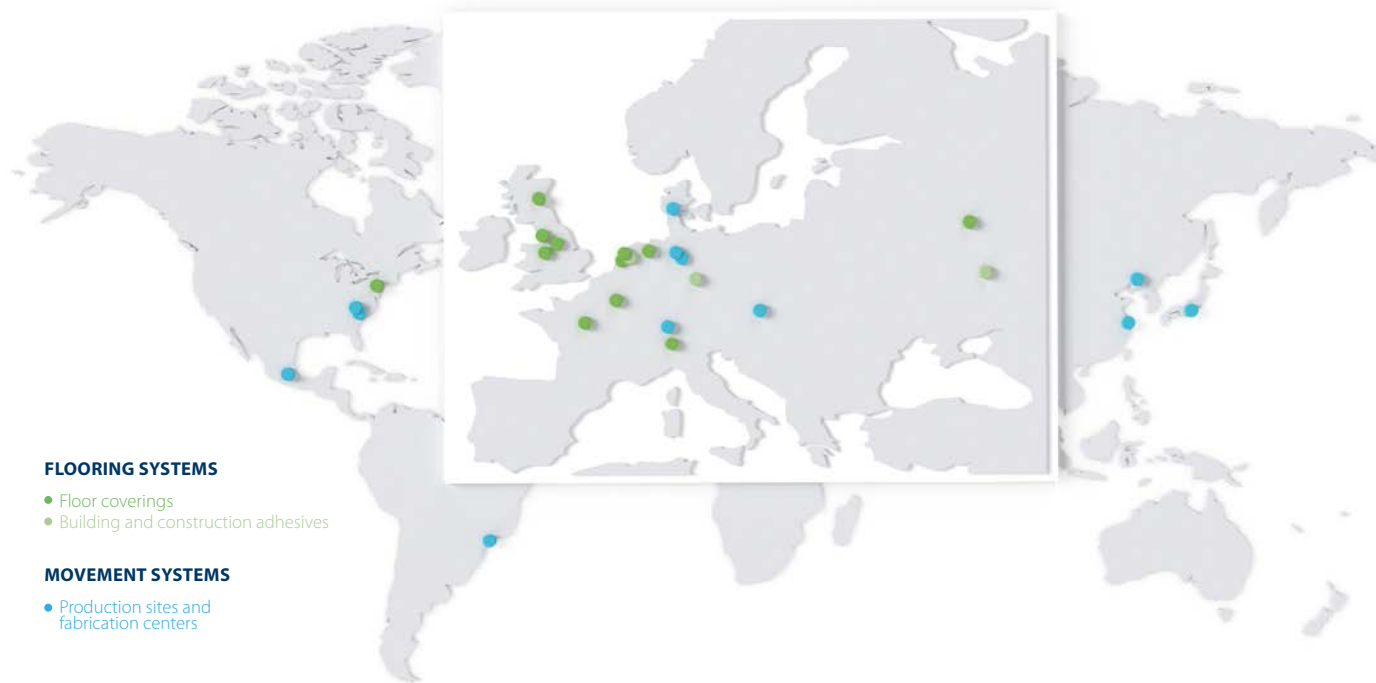 FLOORING SYSTEMS
Floor coverings
Building and construction adhesives
MOVEMENT SYSTEMS
Production sites and
fabrication centers